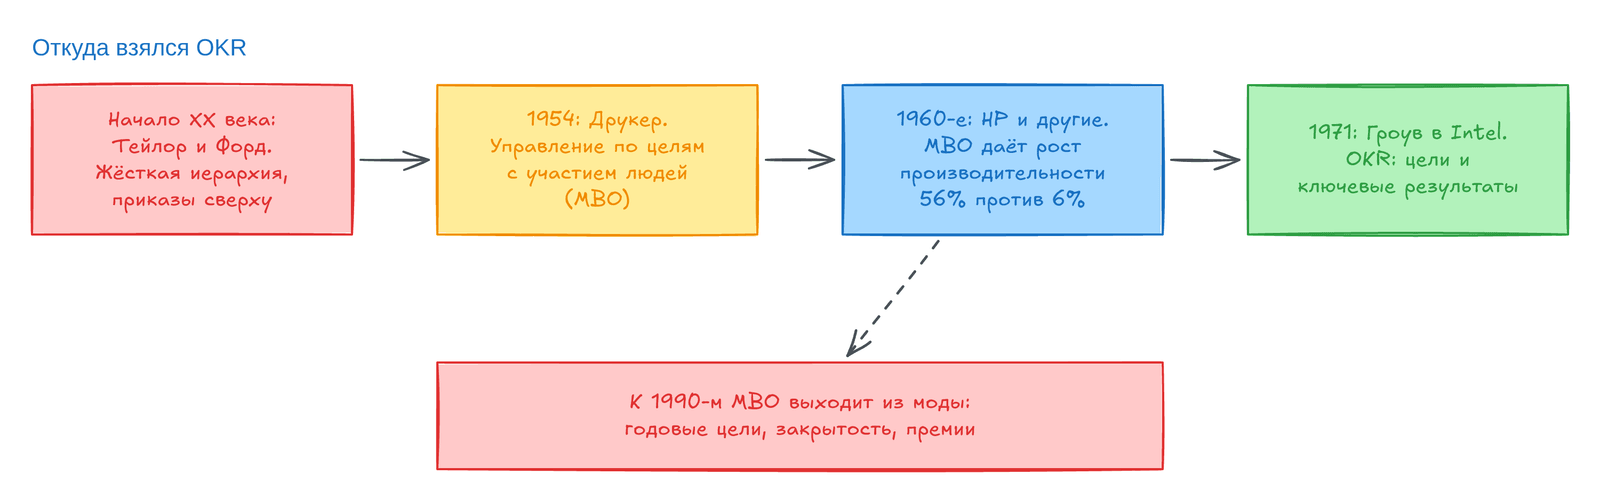 Откуда взялся OKR
Начало XX века:
Тейлор и Форд.
Жёсткая иерархия,
приказы сверху
1954: Друкер.
Управление по целям
с участием людей
(MBO)
1960-е: HP и другие.
MBO даёт рост
производительности
56% против 6%
1971: Гроув в Intel.
OKR: цели и
ключевые результаты
К 1990-м MBO выходит из моды:
годовые цели, закрытость, премии